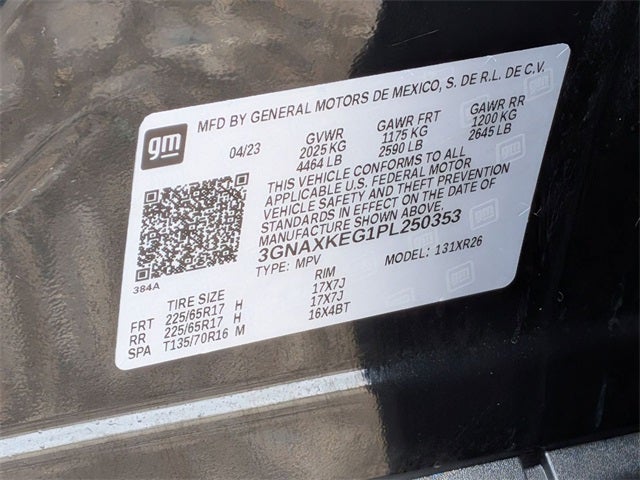 MFD BY GENERAL MOTORS DE MEXICO, S. DE R.L. DE C.V.
gm
04/23 GVWR GAWR FRT GAWR RR
2025 KG 1175 KG 1200 KG
4464 LB 2590 LB 2645 LB
THIS VEHICLE CONFORMS TO ALL
APPLICABLE U.S. FEDERAL MOTOR
VEHICLE SAFETY AND THEFT PREVENTION
STANDARDS IN EFFECT ON THE DATE OF
MANUFACTURE SHOWN ABOVE.
3GNAXKEG1PL250353
TYPE: MPV MODEL: 131XR26
384A
TIRE SIZE RIM
FRT 225/65R17 H 17X7J
RR 225/65R17 H 17X7J
SPA T135/70R16 M 16X4BT